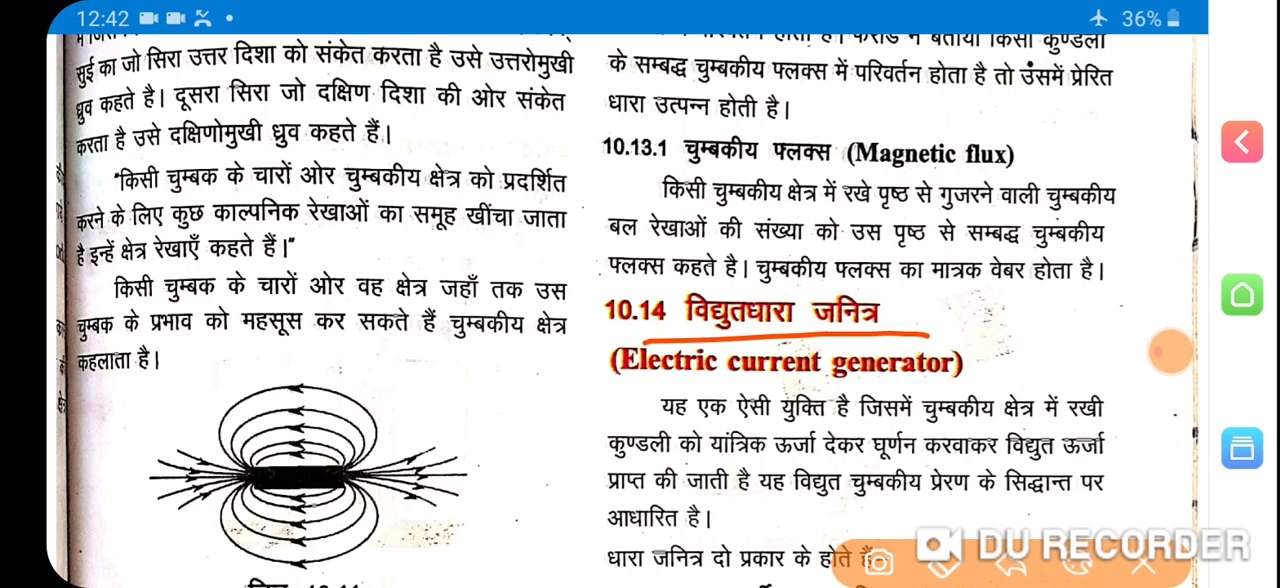 12:42
36%
सुई का जो सिरा उत्तर दिशा को संकेत करता है उसे उत्तरोमुखी
ध्रुव कहते है। दूसरा सिरा जो दक्षिण दिशा की ओर संकेत
करता है उसे दक्षिणोमुखी ध्रुव कहते हैं।
"किसी चुम्बक के चारों ओर चुम्बकीय क्षेत्र को प्रदर्शित
करने के लिए कुछ काल्पनिक रेखाओं का समूह खींचा जाता
है इन्हें क्षेत्र रेखाएँ कहते हैं।"
किसी चुम्बक के चारों ओर वह क्षेत्र जहाँ तक उस
चुम्बक के प्रभाव को महसूस कर सकते हैं चुम्बकीय क्षेत्र
कहलाता है।
होता है। फैराडे ने बताया किसी कुण्डली
के सम्बद्ध चुम्बकीय फ्लक्स में परिवर्तन होता है तो उसमें प्रेरित
धारा उत्पन्न होती है।
10.13.1 चुम्बकीय फ्लक्स (Magnetic flux)
किसी चुम्बकीय क्षेत्र में रखे पृष्ठ से गुजरने वाली चुम्बकीय
बल रेखाओं की संख्या को उस पृष्ठ से सम्बद्ध चुम्बकीय
फ्लक्स कहते है। चुम्बकीय फ्लक्स का मात्रक वेबर होता है।
10.14 विद्युतधारा जनित्र
(Electric current generator)
यह एक ऐसी युक्ति है जिसमें चुम्बकीय क्षेत्र में रखी
कुण्डली को यांत्रिक ऊर्जा देकर घूर्णन करवाकर विद्युत ऊर्जा
प्राप्त की जाती है यह विद्युत चुम्बकीय प्रेरण के सिद्धान्त पर
आधारित है।
धारा जनित्र दो प्रकार के होते हैं
DU RECORDER